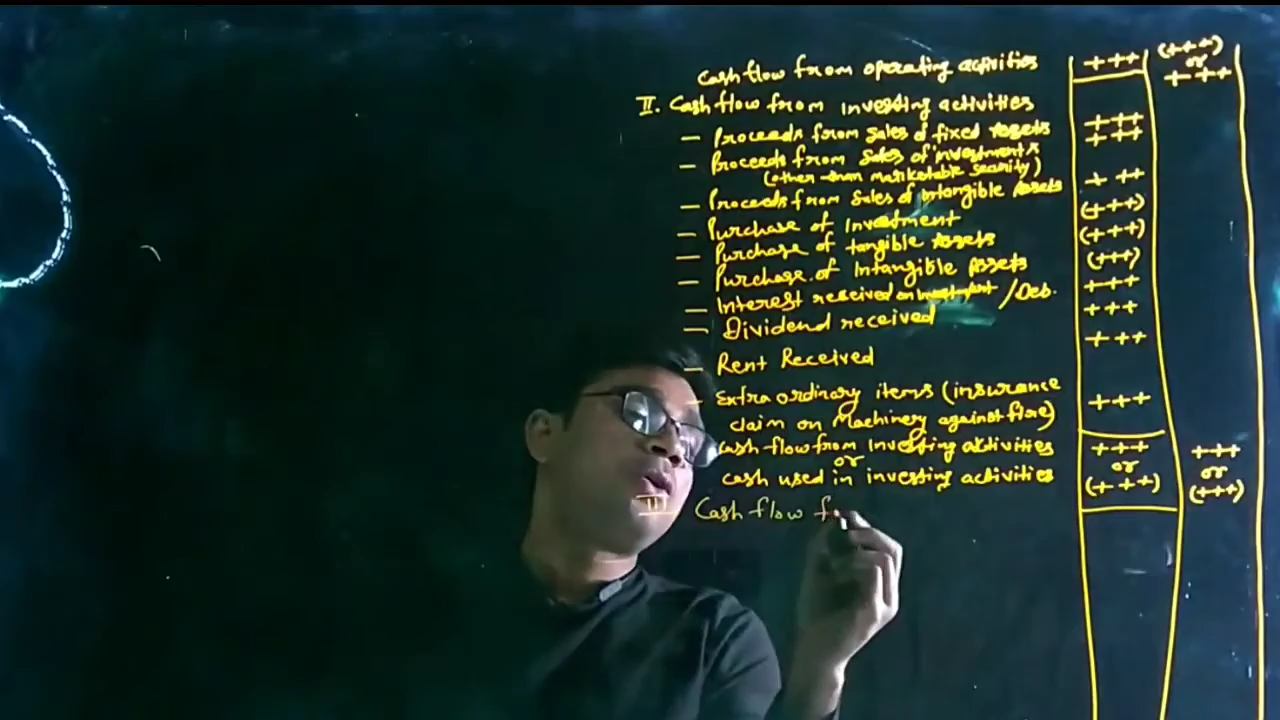 Cash flow from operating activities +++ (+++)
or
+++
II. Cash flow from investing activities
— Proceeds from sales of fixed Assets +++
— Proceeds from sales of investments +++
(other than marketable security)
— Proceeds from sales of intangible Assets +++
— Purchase of Investment (+++)
— Purchase of tangible Assets (+++)
— Purchase of Intangible Assets (+++)
— Interest received on Investment / Deb. +++
— Dividend received +++
— Rent Received +++
— Extra ordinary items (insurance
claim on Machinery against fire) +++
Cash flow from investing activities +++ +++
or or or
cash used in investing activities (+++) (+++)
III Cash flow f